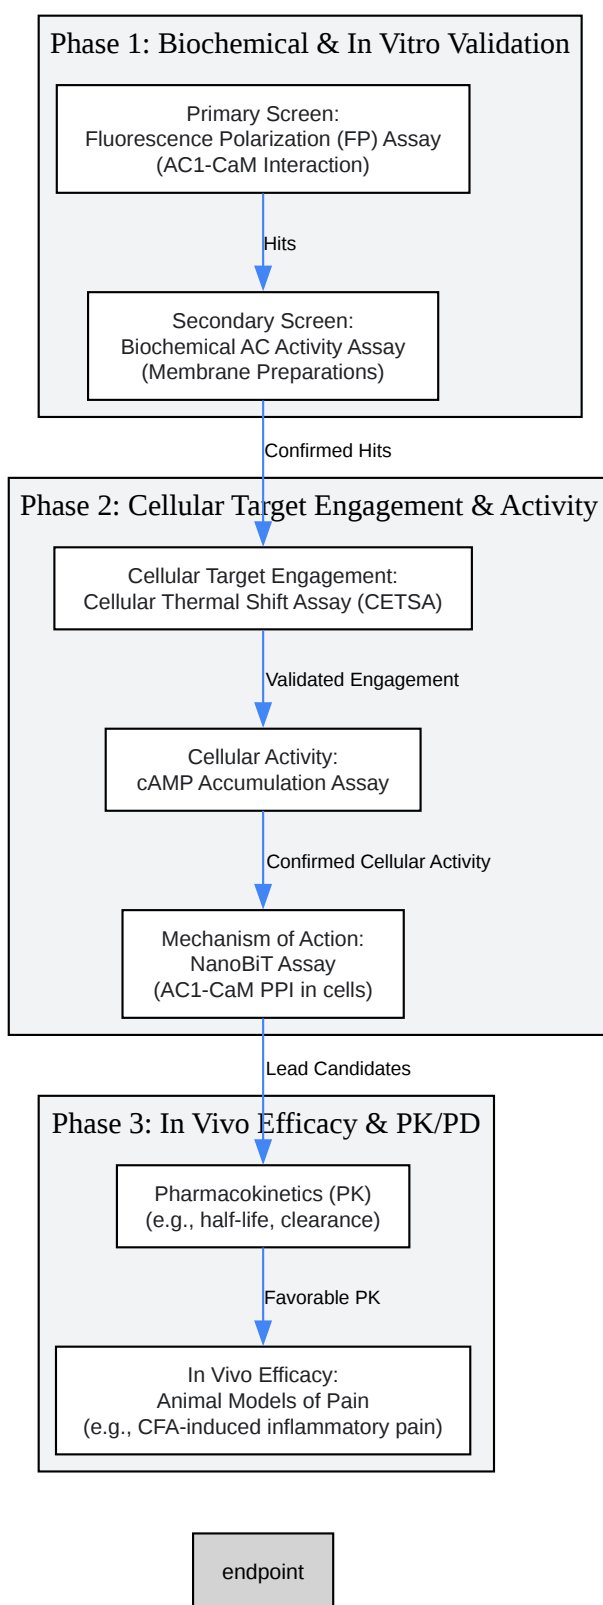 Phase 1: Biochemical & In Vitro Validation
Primary Screen:
Fluorescence Polarization (FP) Assay
(AC1-CaM Interaction)
Hits
Secondary Screen:
Biochemical AC Activity Assay
(Membrane Preparations)
Confirmed Hits
Phase 2: Cellular Target Engagement & Activity
Cellular Target Engagement:
Cellular Thermal Shift Assay (CETSA)
Validated Engagement
Cellular Activity:
cAMP Accumulation Assay
Confirmed Cellular Activity
Mechanism of Action:
NanoBiT Assay
(AC1-CaM PPI in cells)
Lead Candidates
Phase 3: In Vivo Efficacy & PK/PD
Pharmacokinetics (PK)
(e.g., half-life, clearance)
Favorable PK
In Vivo Efficacy:
Animal Models of Pain
(e.g., CFA-induced inflammatory pain)
endpoint